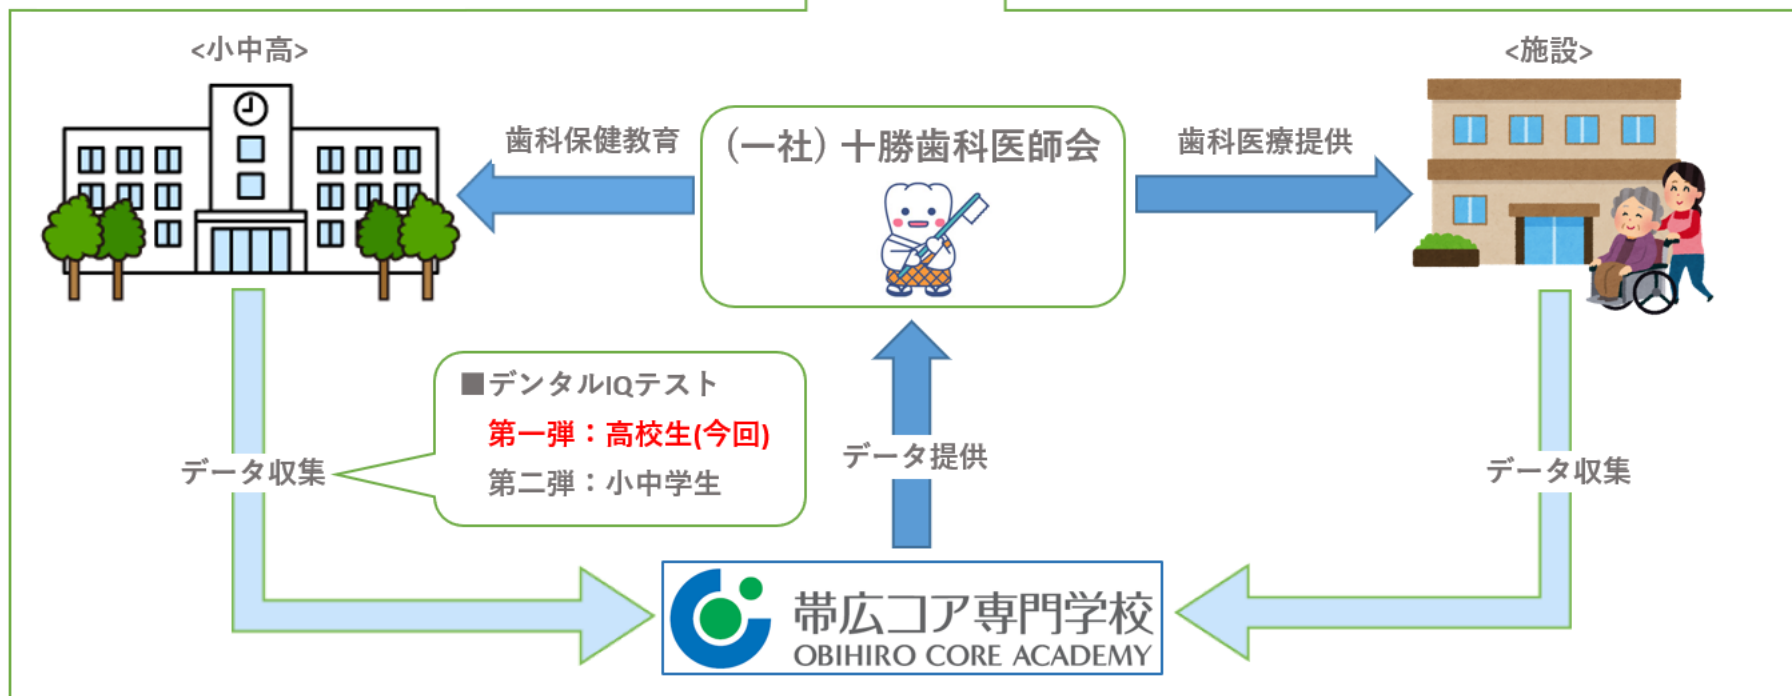 <小中高>
<施設>
歯科保健教育
(一社) 十勝歯科医師会
歯科医療提供
■デンタルIQテスト
第一弾：高校生(今回)
第二弾：小中学生
データ収集
データ提供
データ収集
帯広コア専門学校
OBIHIRO CORE ACADEMY